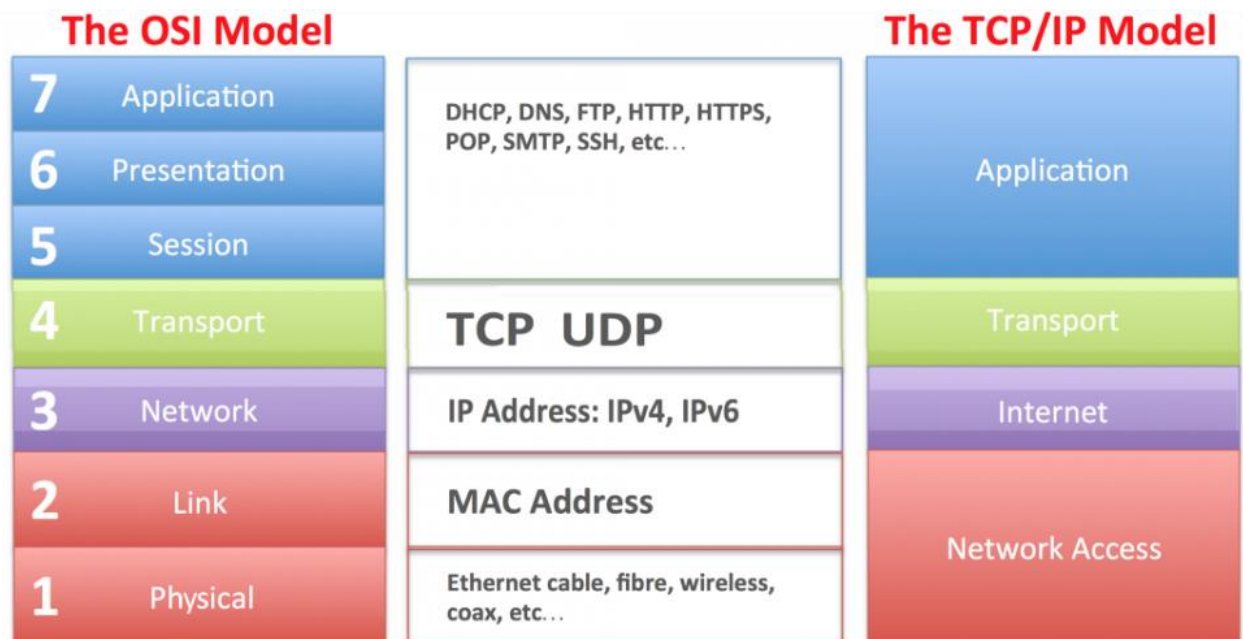 The OSI Model
The TCP/IP Model
7 Application
6 Presentation
5 Session
4 Transport
3 Network
2 Link
1 Physical
DHCP, DNS, FTP, HTTP, HTTPS,
POP, SMTP, SSH, etc...
TCP UDP
IP Address: IPv4, IPv6
MAC Address
Ethernet cable, fibre, wireless,
coax, etc...
Application
Transport
Internet
Network Access